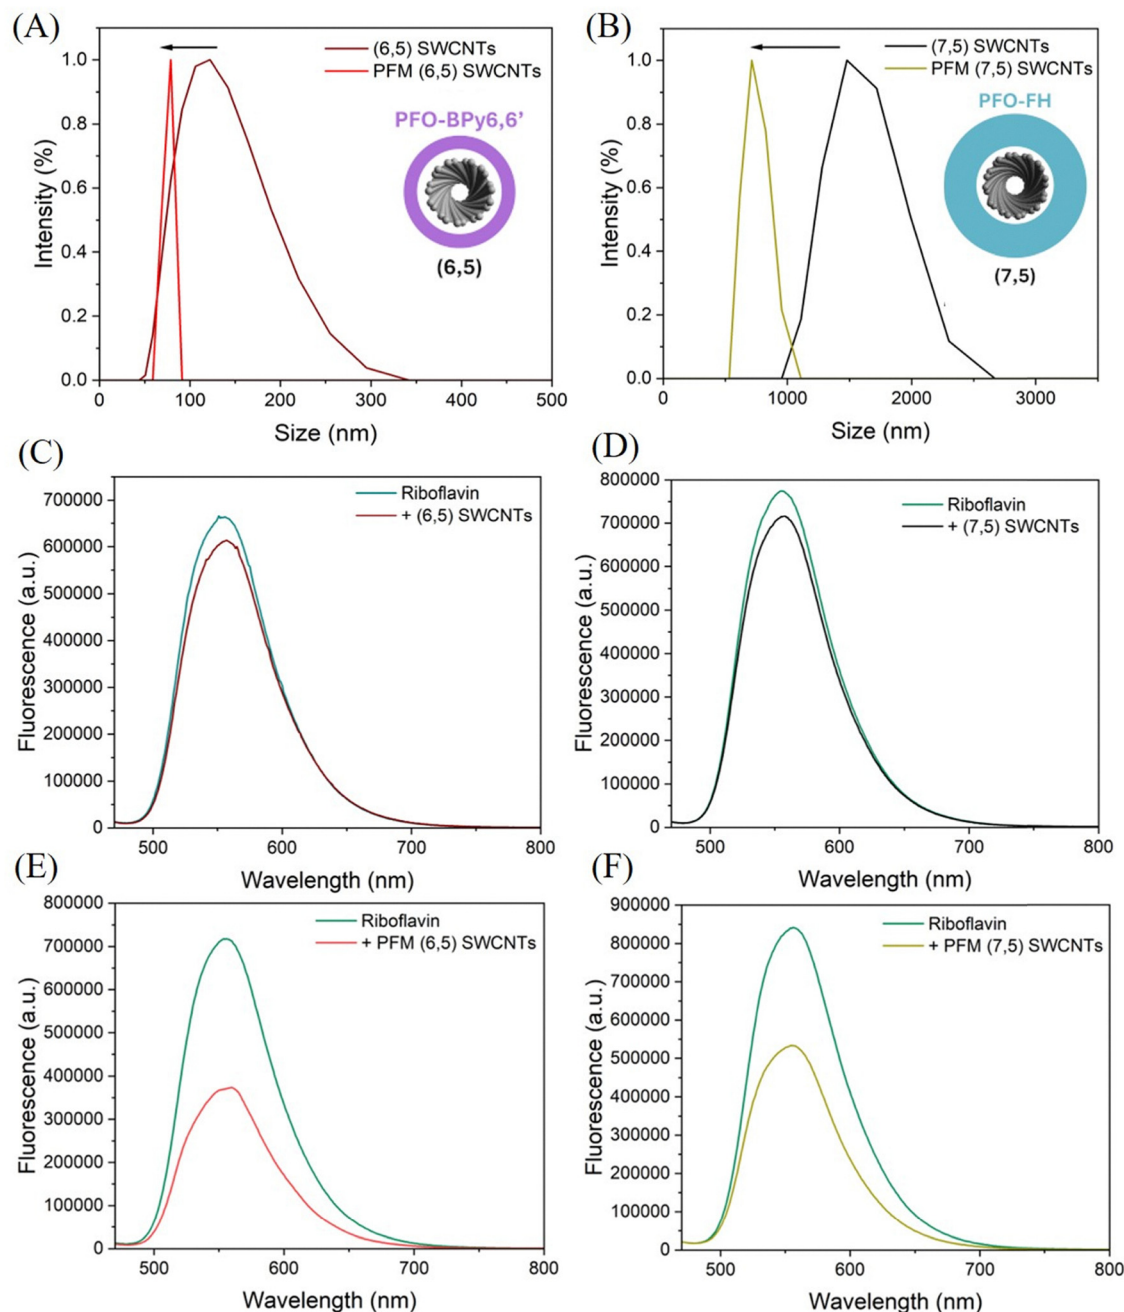 (A)
(6,5) SWCNTs
PFM (6,5) SWCNTs
PFO-BPy6,6'
(6,5)
Intensity (%)
1.0
0.8
0.6
0.4
0.2
0.0
0 100 200 300 400 500
Size (nm)
(B)
(7,5) SWCNTs
PFM (7,5) SWCNTs
PFO-FH
(7,5)
Intensity (%)
1.0
0.8
0.6
0.4
0.2
0.0
0 1000 2000 3000
Size (nm)
(C)
Riboflavin
+ (6,5) SWCNTs
Fluorescence (a.u.)
700000
600000
500000
400000
300000
200000
100000
0
500 600 700 800
Wavelength (nm)
(D)
Riboflavin
+ (7,5) SWCNTs
Fluorescence (a.u.)
800000
700000
600000
500000
400000
300000
200000
100000
0
500 600 700 800
Wavelength (nm)
(E)
Riboflavin
+ PFM (6,5) SWCNTs
Fluorescence (a.u.)
800000
700000
600000
500000
400000
300000
200000
100000
0
500 600 700 800
Wavelength (nm)
(F)
Riboflavin
+ PFM (7,5) SWCNTs
Fluorescence (a.u.)
900000
800000
700000
600000
500000
400000
300000
200000
100000
0
500 600 700 800
Wavelength (nm)